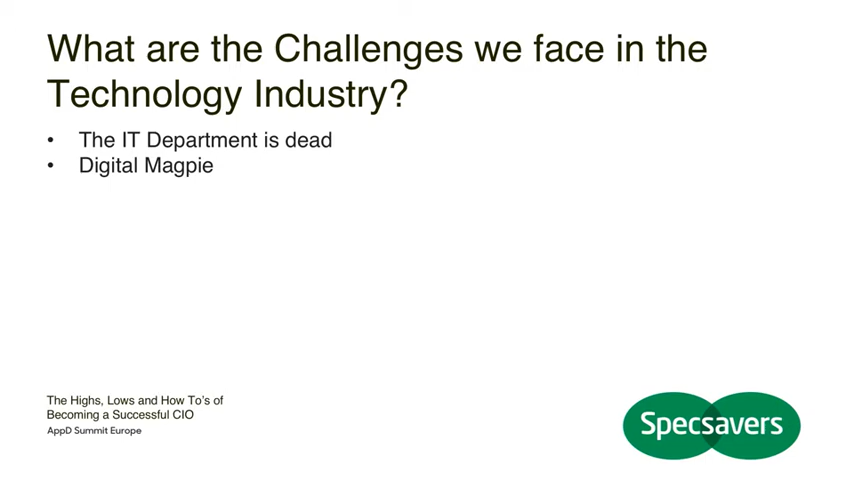 What are the Challenges we face in the
Technology Industry?
• The IT Department is dead
• Digital Magpie
The Highs, Lows and How To's of
Becoming a Successful CIO
AppD Summit Europe
Specsavers